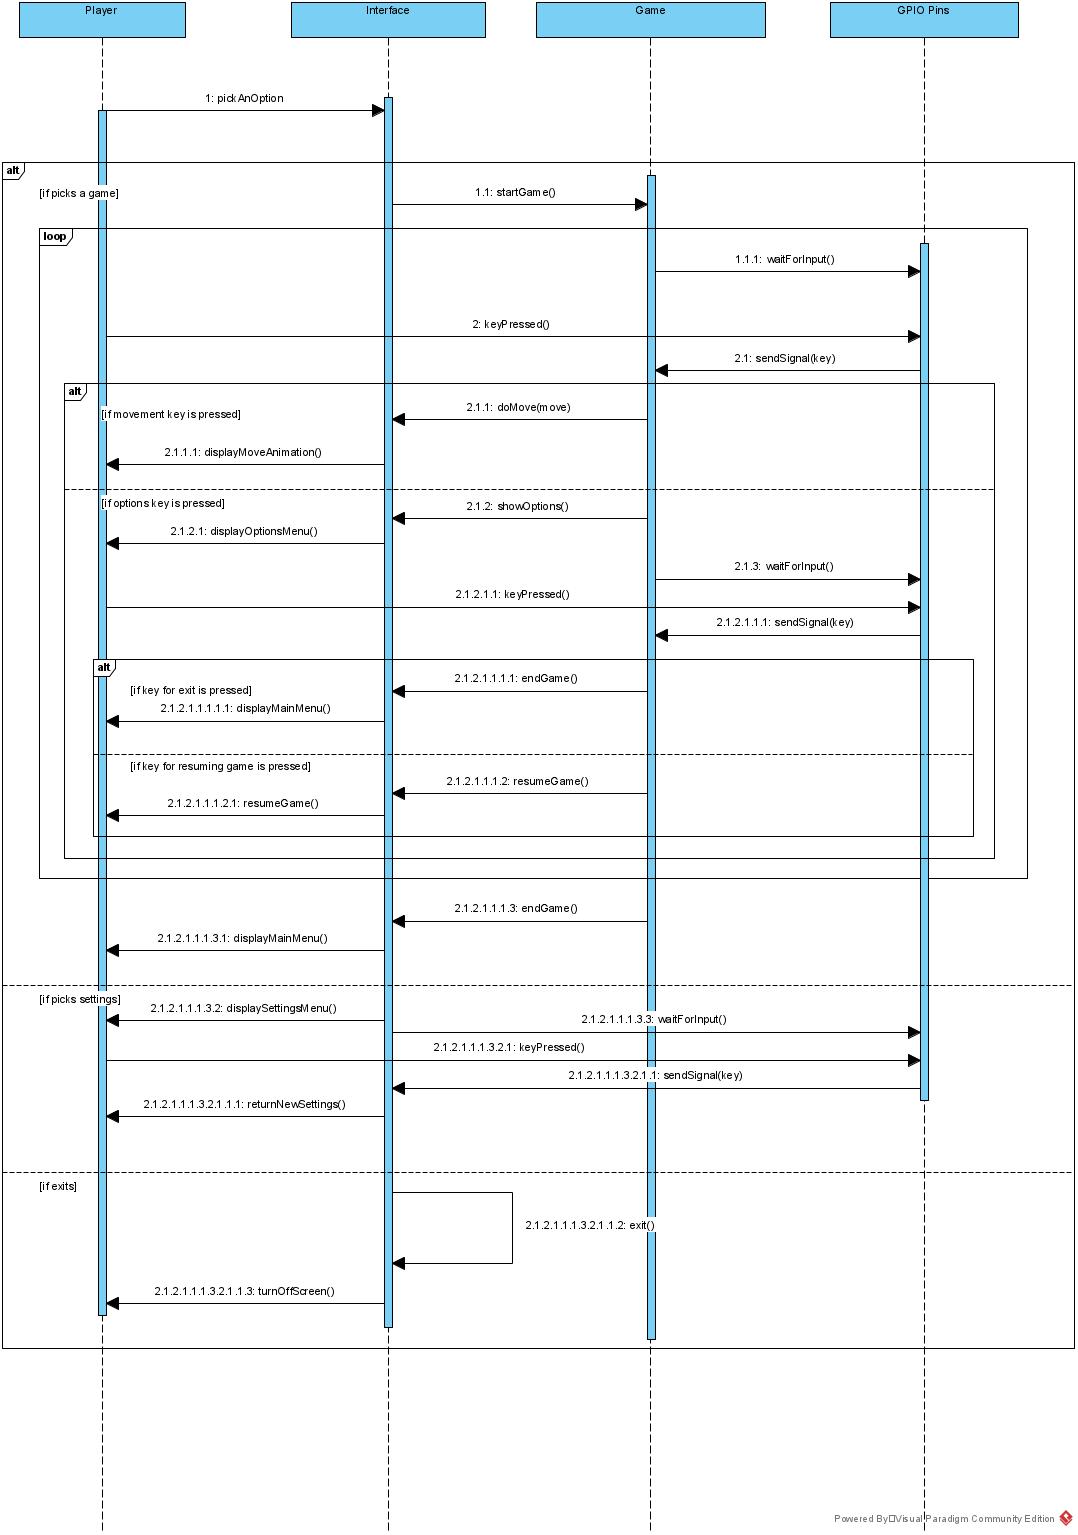 Player
Interface
Game
GPIO Pins
1: pickAnOption
alt
[if picks a game]
1.1: startGame()
loop
1.1.1: waitForInput()
2: keyPressed()
2.1: sendSignal(key)
alt
[if movement key is pressed]
2.1.1: doMove(move)
2.1.1.1: displayMoveAnimation()
[if options key is pressed]
2.1.2: showOptions()
2.1.2.1: displayOptionsMenu()
2.1.3: waitForInput()
2.1.2.1.1: keyPressed()
2.1.2.1.1.1: sendSignal(key)
alt
2.1.2.1.1.1.1: endGame()
[if key for exit is pressed]
2.1.2.1.1.1.1.1: displayMainMenu()
[if key for resuming game is pressed]
2.1.2.1.1.1.2: resumeGame()
2.1.2.1.1.1.2.1: resumeGame()
2.1.2.1.1.1.3: endGame()
2.1.2.1.1.1.3.1: displayMainMenu()
[if picks settings]
2.1.2.1.1.1.3.2: displaySettingsMenu()
2.1.2.1.1.1.3.3: waitForInput()
2.1.2.1.1.1.3.2.1: keyPressed()
2.1.2.1.1.1.3.2.1.1: sendSignal(key)
2.1.2.1.1.1.3.2.1.1.1: returnNewSettings()
[if exits]
2.1.2.1.1.1.3.2.1.1.2: exit()
2.1.2.1.1.1.3.2.1.1.3: turnOffScreen()
Powered By Visual Paradigm Community Edition